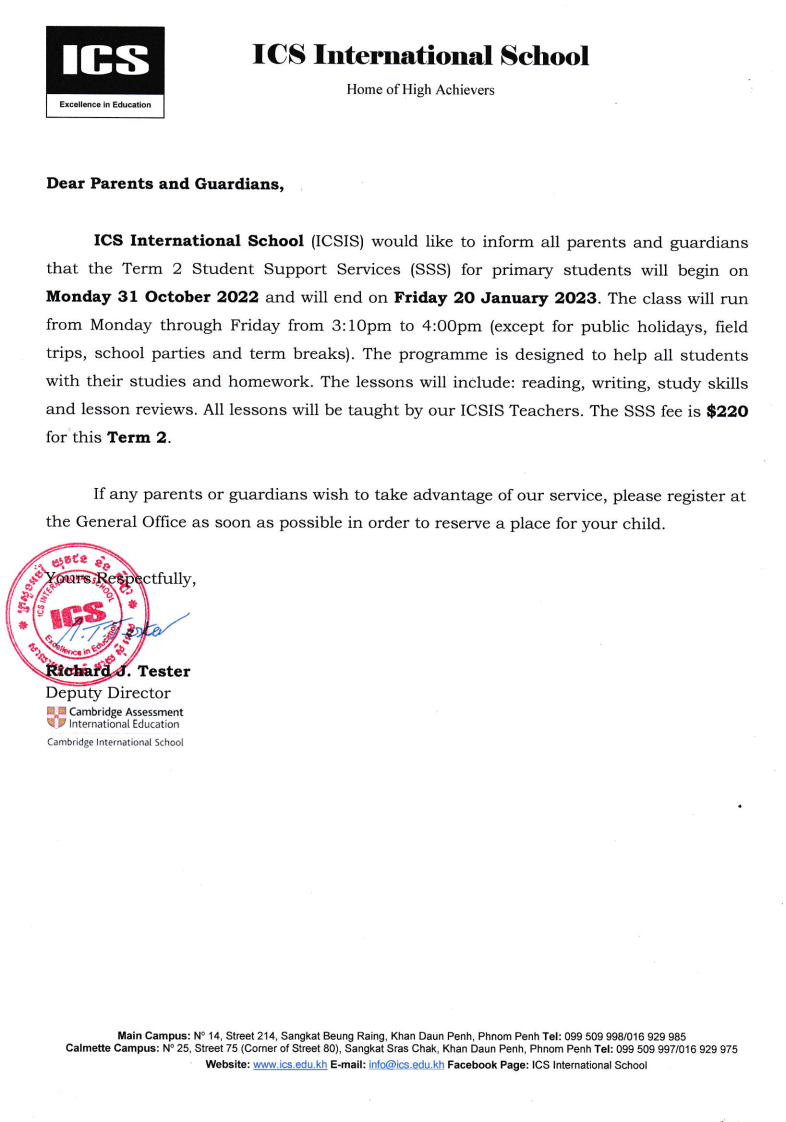 ICS
Excellence in Education
ICS International School
Home of High Achievers
Dear Parents and Guardians,
ICS International School (ICSIS) would like to inform all parents and guardians
that the Term 2 Student Support Services (SSS) for primary students will begin on
Monday 31 October 2022 and will end on Friday 20 January 2023. The class will run
from Monday through Friday from 3:10pm to 4:00pm (except for public holidays, field
trips, school parties and term breaks). The programme is designed to help all students
with their studies and homework. The lessons will include: reading, writing, study skills
and lesson reviews. All lessons will be taught by our ICSIS Teachers. The SSS fee is $220
for this Term 2.
If any parents or guardians wish to take advantage of our service, please register at
the General Office as soon as possible in order to reserve a place for your child.
Yours Respectfully,
ICS INTERNATIONAL SCHOOL
ICS
Excellence in Education
Richard J. Tester
Deputy Director
Cambridge Assessment
International Education
Cambridge International School
Main Campus: Nº 14, Street 214, Sangkat Beung Raing, Khan Daun Penh, Phnom Penh Tel: 099 509 998/016 929 985
Calmette Campus: Nº 25, Street 75 (Corner of Street 80), Sangkat Sras Chak, Khan Daun Penh, Phnom Penh Tel: 099 509 997/016 929 975
Website: www.ics.edu.kh E-mail: info@ics.edu.kh Facebook Page: ICS International School